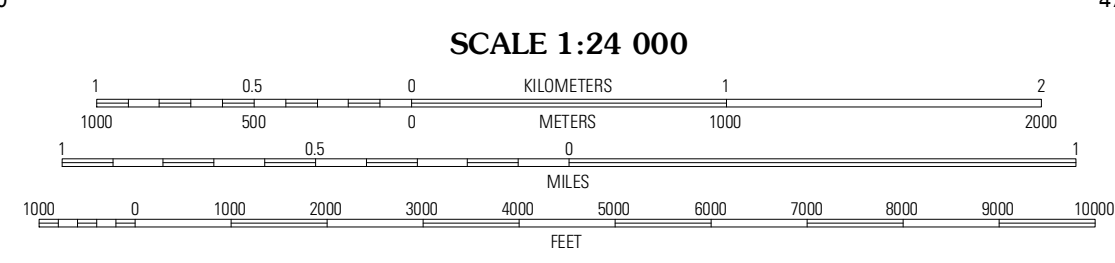 SCALE 1:24 000
1 0.5 0 KILOMETERS 1 2
1000 500 0 METERS 1000 2000
1 0.5 0 1
MILES
1000 0 1000 2000 3000 4000 5000 6000 7000 8000 9000 10000
FEET